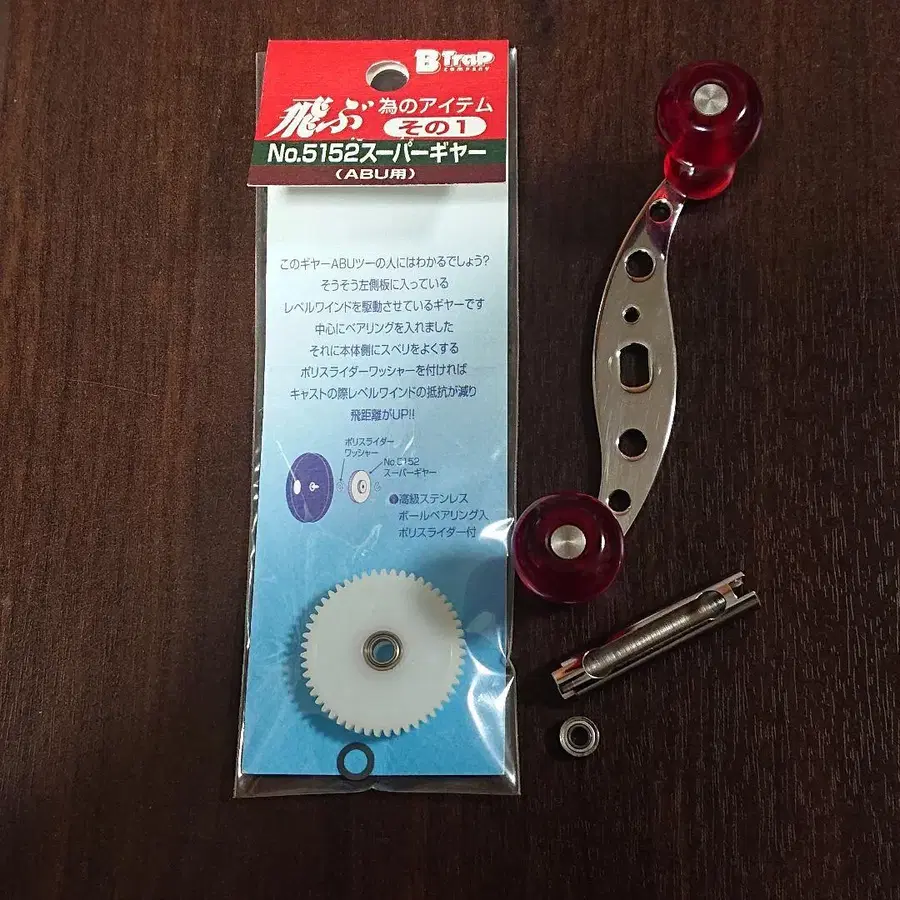 B TraP
COMPANY
飛ぶ 為のアイテム
その1
No.5152スーパーギヤー
(ABU用)
このギヤーABUツーの人にはわかるでしょう?
そうそう左側板に入っている
レベルワインドを駆動させているギヤーです
中心にベアリングを入れました
それに本体側にスベリをよくする
ポリスライダーワッシャーを付ければ
キャストの際レベルワインドの抵抗が減り
飛距離がUP!!
ポリスライダー
ワッシャー
No.5152
スーパーギヤー
高級ステンレス
ボールベアリング入
ポリスライダー付